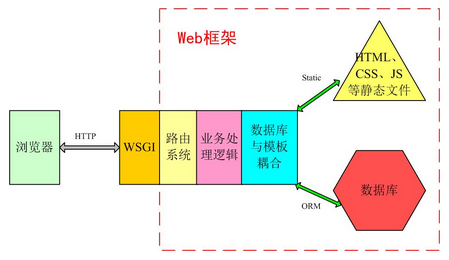 Web框架
HTML、
CSS、JS
等静态文件
Static
HTTP
浏览器
WSGI
路由
系统
业务处
理逻辑
数据库
与模板
耦合
数据库
ORM